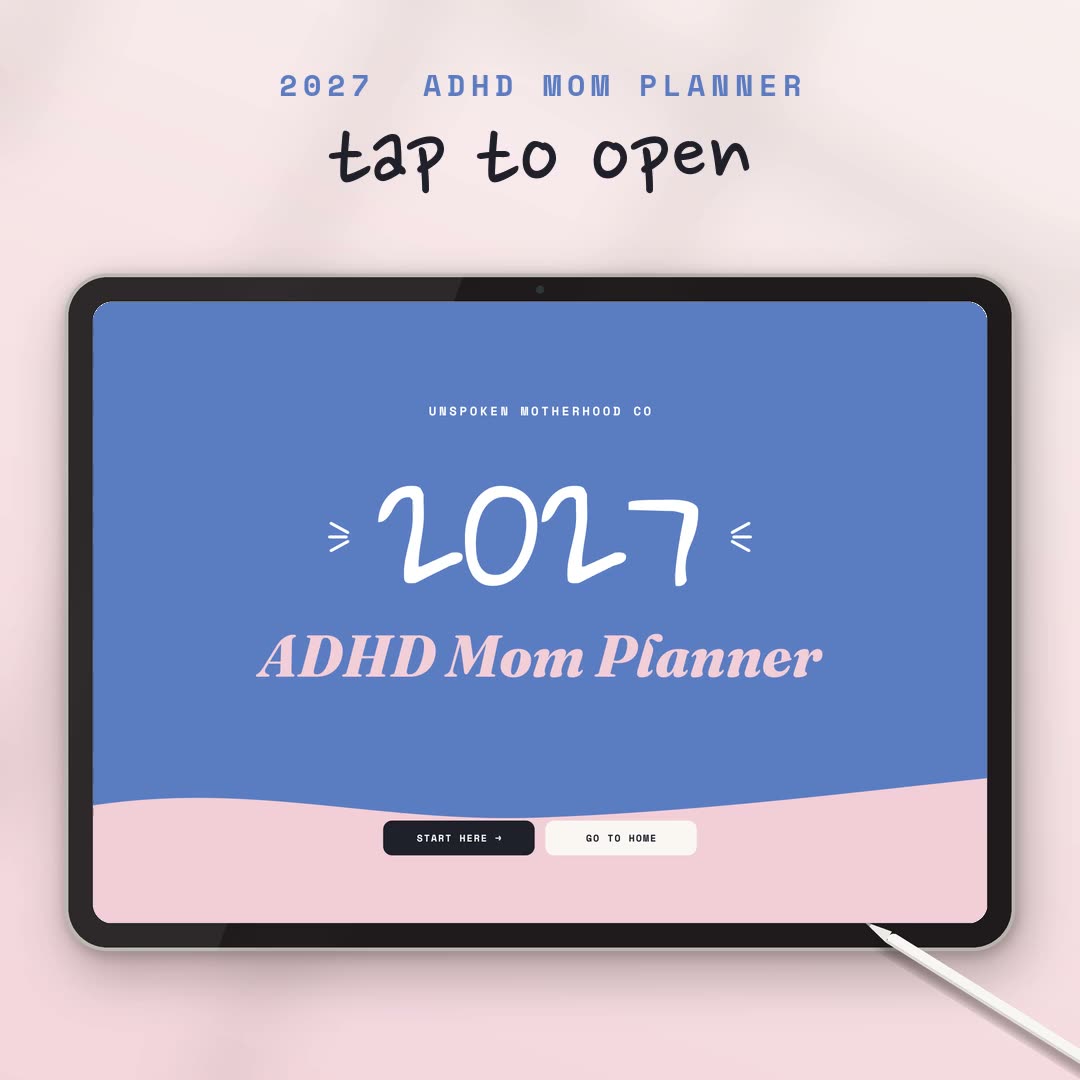 2027 ADHD MOM PLANNER
tap to open
UNSPOKEN MOTHERHOOD CO
2027
ADHD Mom Planner
START HERE →
GO TO HOME